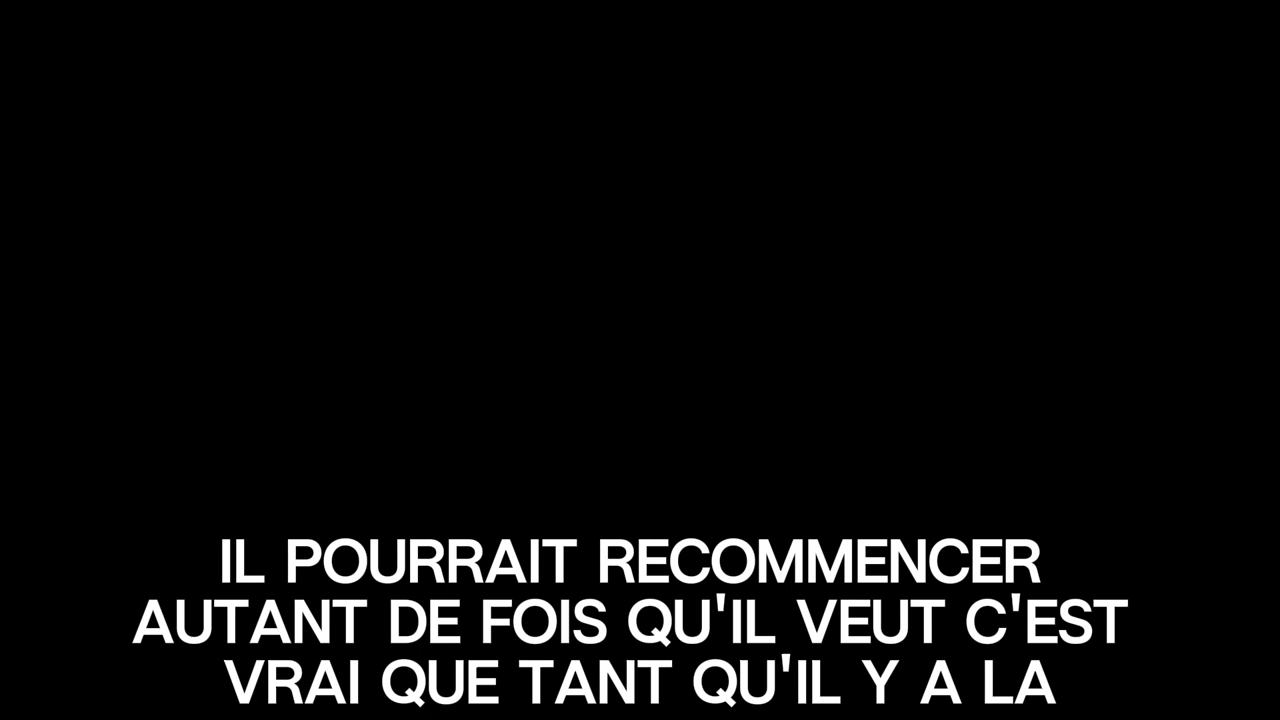 IL POURRAIT RECOMMENCER
AUTANT DE FOIS QU'IL VEUT C'EST
VRAI QUE TANT QU'IL Y A LA